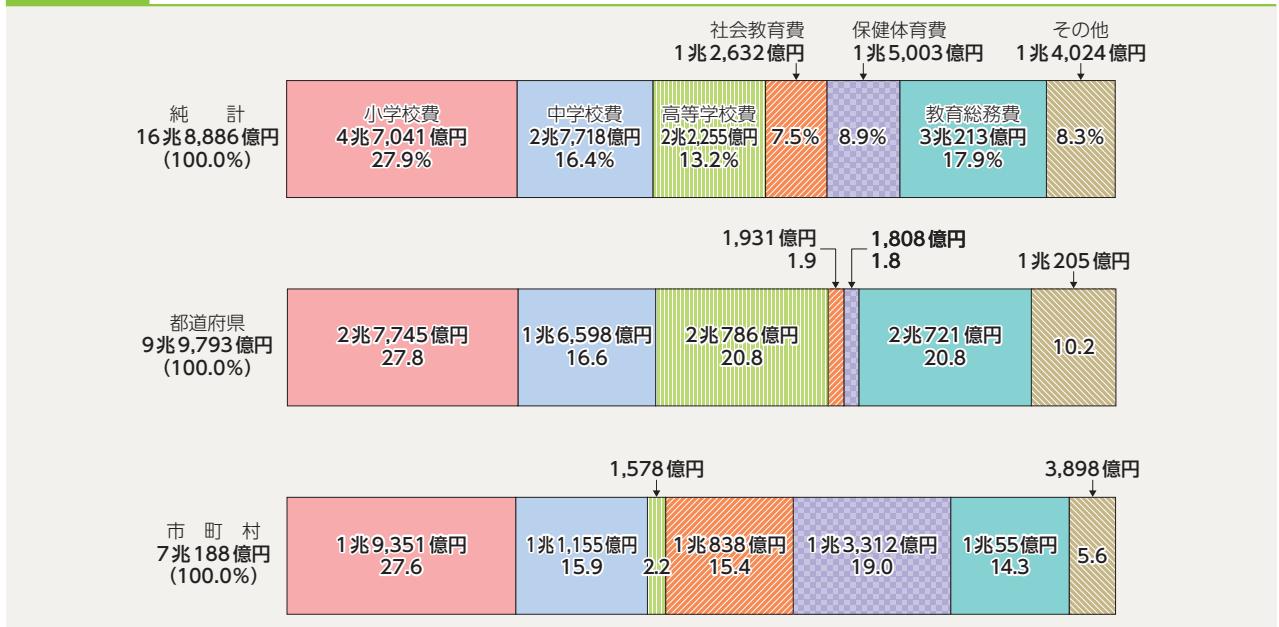 社会教育費
1兆2,632億円
保健体育費
1兆5,003億円
その他
1兆4,024億円
純　計
16兆8,886億円
(100.0%)
小学校費
4兆7,041億円
27.9%
中学校費
2兆7,718億円
16.4%
高等学校費
2兆2,255億円
13.2%
7.5%
8.9%
教育総務費
3兆213億円
17.9%
8.3%
1,931億円
1.9
1,808億円
1.8
1兆205億円
都道府県
9兆9,793億円
(100.0%)
2兆7,745億円
27.8
1兆6,598億円
16.6
2兆786億円
20.8
2兆721億円
20.8
10.2
1,578億円
3,898億円
市　町　村
7兆188億円
(100.0%)
1兆9,351億円
27.6
1兆1,155億円
15.9
2.2
1兆838億円
15.4
1兆3,312億円
19.0
1兆55億円
14.3
5.6